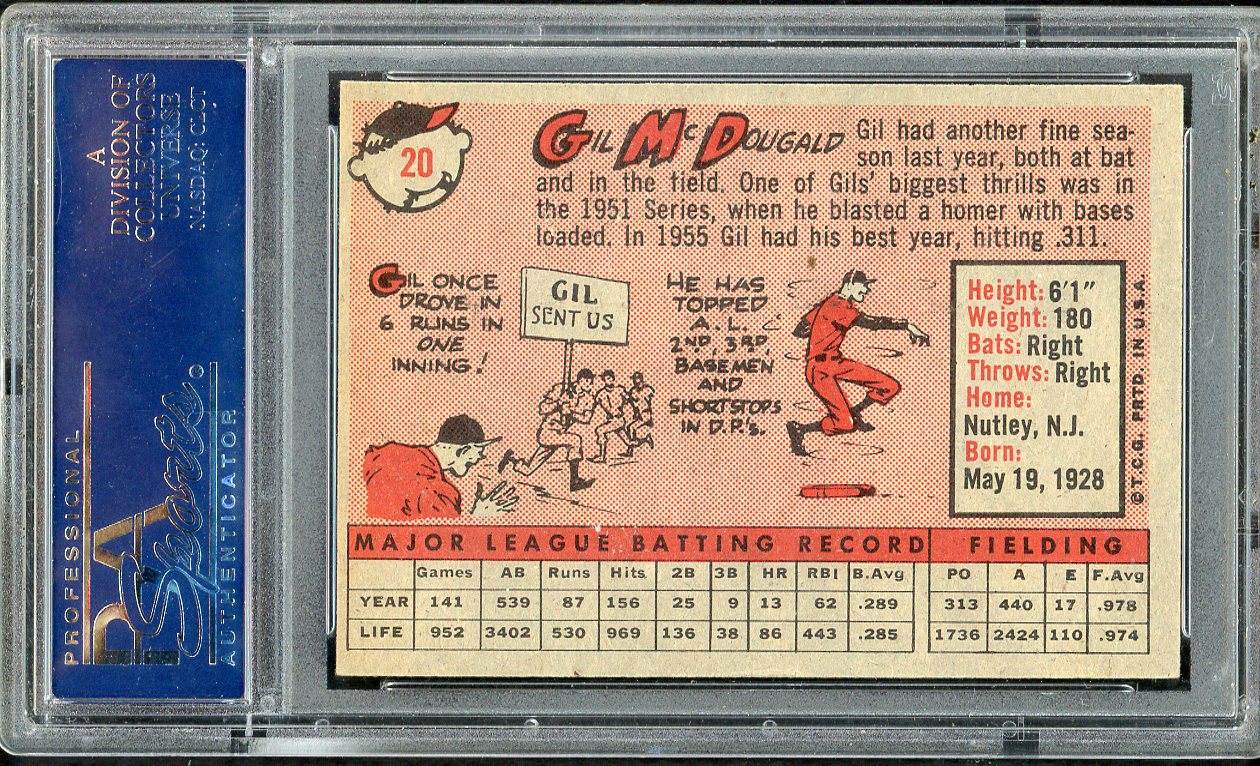 A
DIVISION OF
COLLECTORS
UNIVERSE
NASDAQ: CLCT
PROFESSIONAL
PSA
Sports
AUTHENTICATOR
20
GIL MCDOUGALD
Gil had another fine sea-
son last year, both at bat
and in the field. One of Gils' biggest thrills was in
the 1951 Series, when he blasted a homer with bases
loaded. In 1955 Gil had his best year, hitting .311.
GIL ONCE
DROVE IN
6 RUNS IN
ONE
INNING!
GIL
SENT US
HE HAS
TOPPED
A.L.
2ND, 3RD,
BASEMEN
AND
SHORTSTOPS
IN D.P.'s.
Height: 6'1"
Weight: 180
Bats: Right
Throws: Right
Home:
Nutley, N.J.
Born:
May 19, 1928
© T.C.G. PRTD. IN U.S.A.
MAJOR LEAGUE BATTING RECORD FIELDING
Games AB Runs Hits 2B 3B HR RBI B.Avg PO A E F.Avg
YEAR 141 539 87 156 25 9 13 62 .289 313 440 17 .978
LIFE 952 3402 530 969 136 38 86 443 .285 1736 2424 110 .974